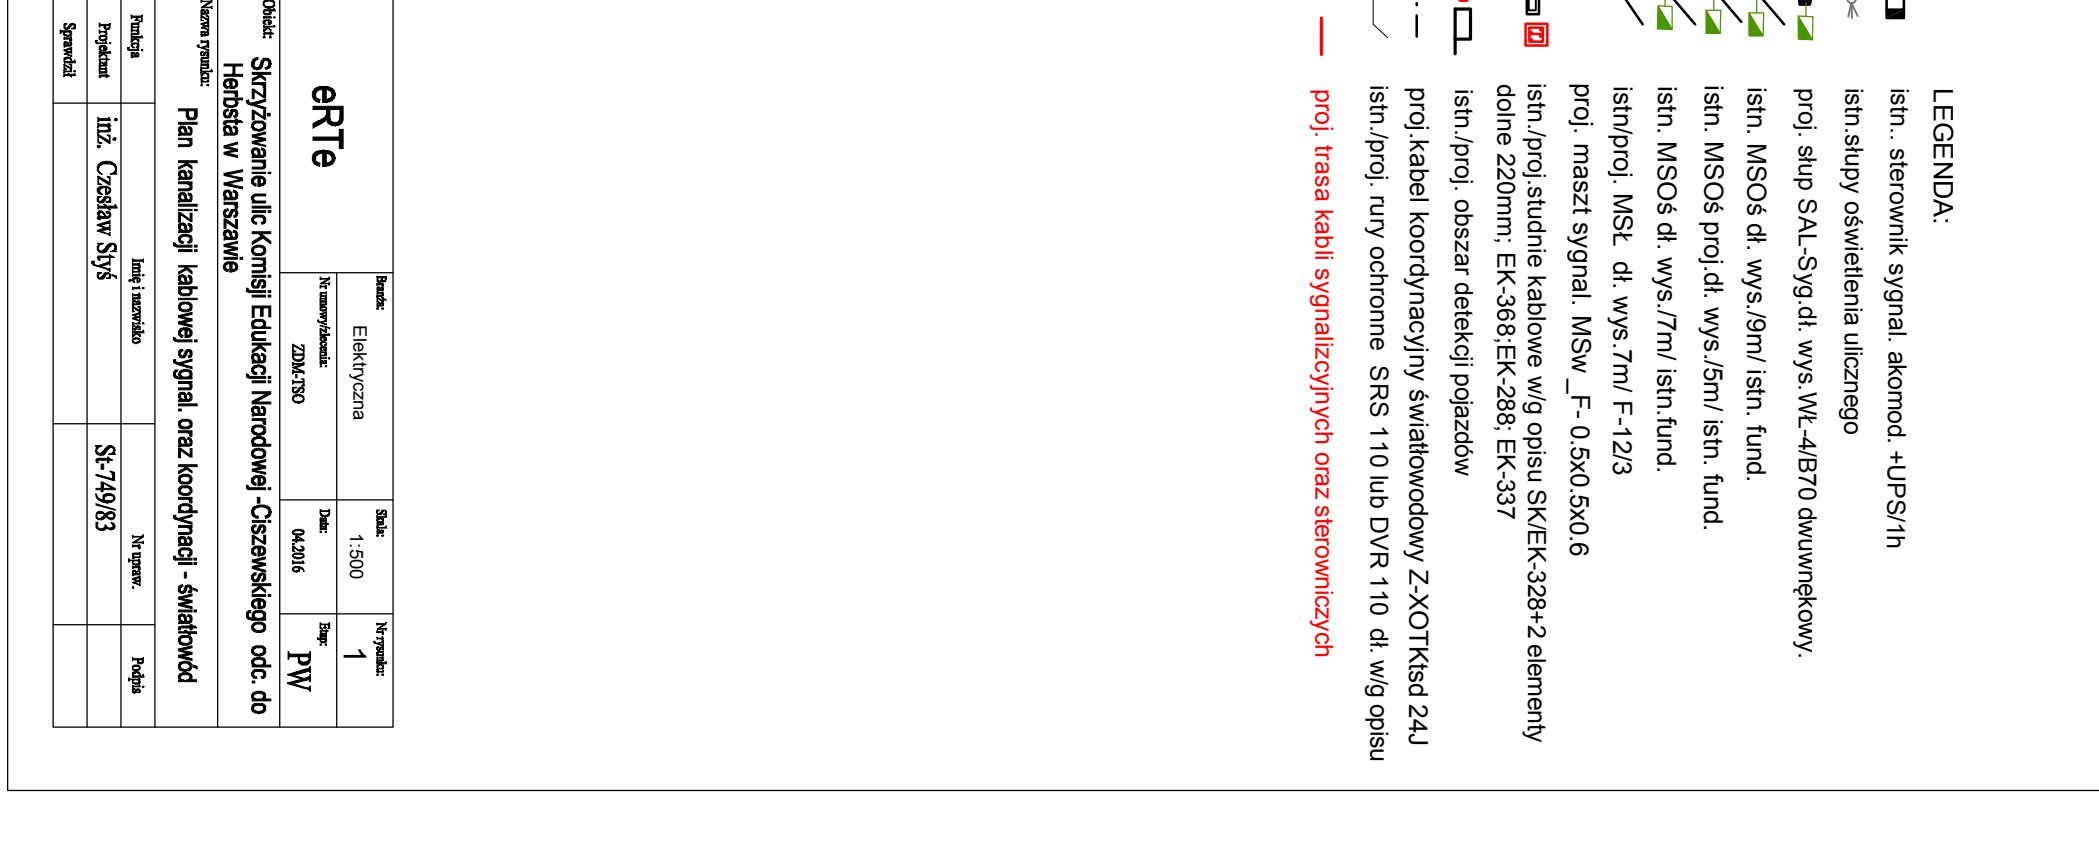 LEGENDA:
istn.. sterownik sygnal. akomod. +UPS/1h
istn.słupy oświetlenia ulicznego
proj. słup SAL-Syg.dł. wys.WŁ-4/B70 dwuwnękowy.
istn. MSOś dł. wys./9m/ istn. fund.
istn. MSOś proj.dł. wys./5m/ istn. fund.
istn. MSOś dł. wys./7m/ istn.fund.
istn/proj. MSŁ dł. wys.7m/ F-12/3
proj. maszt sygnal. MSw_F- 0.5x0.5x0.6
istn./proj.studnie kablowe w/g opisu SK/EK-328+2 elementy
dolne 220mm; EK-368;EK-288; EK-337
istn./proj. obszar detekcji pojazdów
proj.kabel koordynacyjny światłowodowy Z-XOTKtsd 24J
istn./proj. rury ochronne SRS 110 lub DVR 110 dł. w/g opisu
proj. trasa kabli sygnalizcyjnych oraz sterowniczych
eRTe
Branża:
Elektryczna
Skala:
1:500
Nr rysunku:
1
Nr umowy/zlecenia:
ZDM-TSO
Data:
04.2016
Etap:
PW
Obiekt:
Skrzyżowanie ulic Komisji Edukacji Narodowej -Ciszewskiego odc. do
Herbsta w Warszawie
Nazwa rysunku:
Plan kanalizacji kablowej sygnal. oraz koordynacji - światłowód
Funkcja
Imię i nazwisko
Nr upraw.
Podpis
Projektant
inż. Czesław Styś
St-749/83
Sprawdził